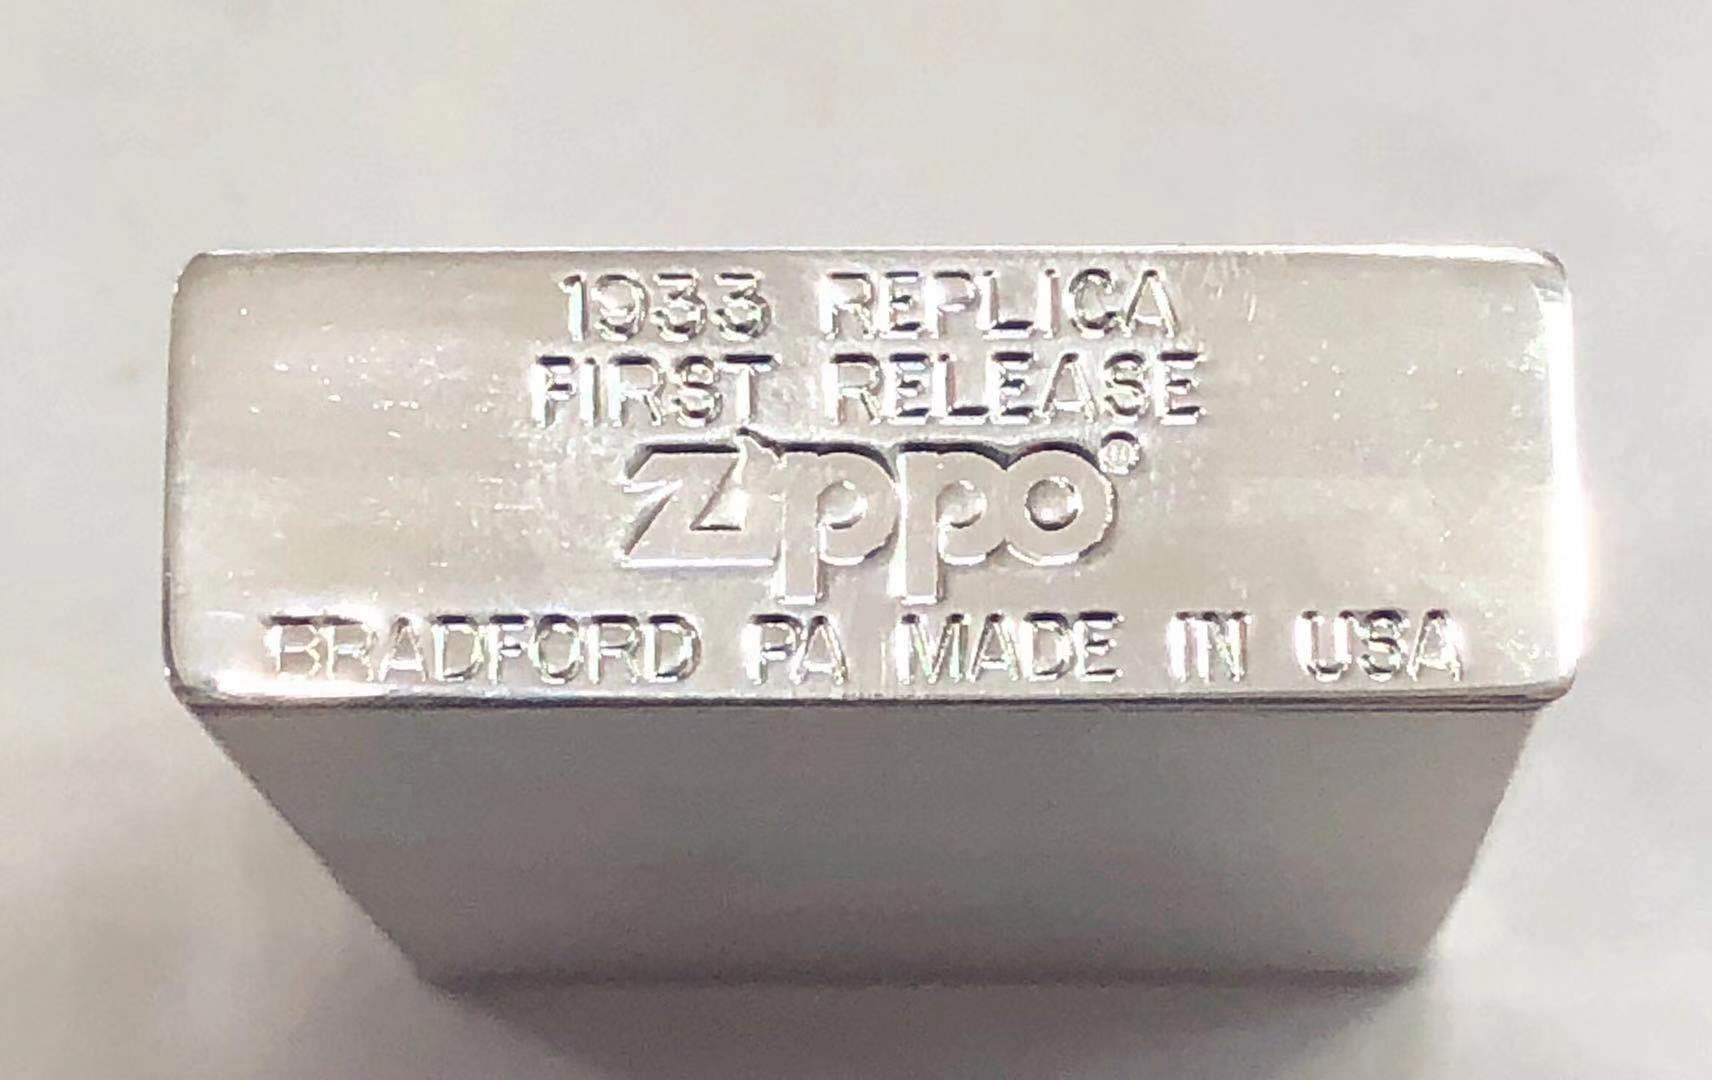 1933 REPLICA
FIRST RELEASE
Zippo®
BRADFORD PA MADE IN USA